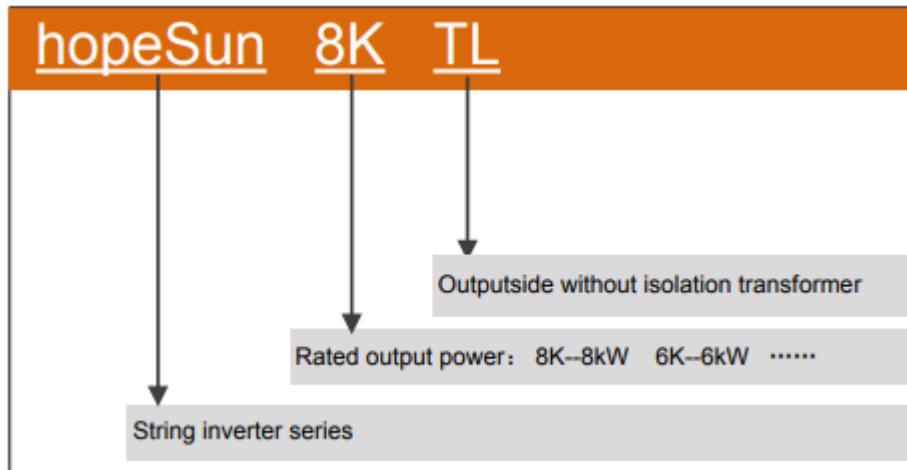 hopeSun 8K TL
Outputside without isolation transformer
Rated output power： 8K--8kW 6K--6kW ······
String inverter series